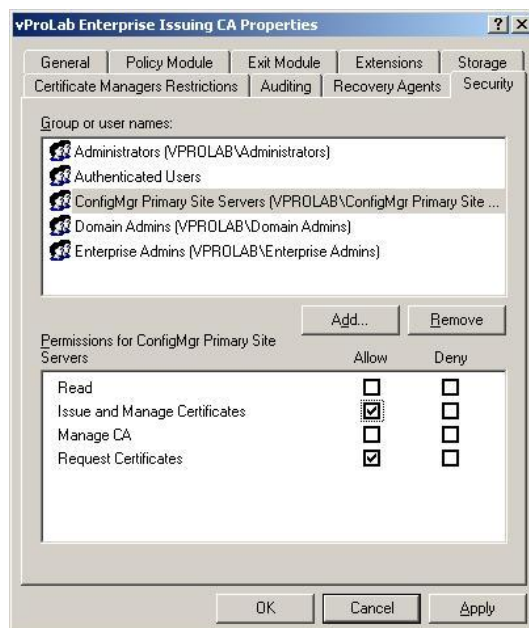 vProLab Enterprise Issuing CA Properties
General Policy Module Exit Module Extensions Storage
Certificate Managers Restrictions Auditing Recovery Agents Security
Group or user names:
Administrators (VPROLAB\Administrators)
Authenticated Users
ConfigMgr Primary Site Servers (VPROLAB\ConfigMgr Primary Site ...
Domain Admins (VPROLAB\Domain Admins)
Enterprise Admins (VPROLAB\Enterprise Admins)
Add... Remove
Permissions for ConfigMgr Primary Site
Servers Allow Deny
Read
Issue and Manage Certificates
Manage CA
Request Certificates
OK Cancel Apply